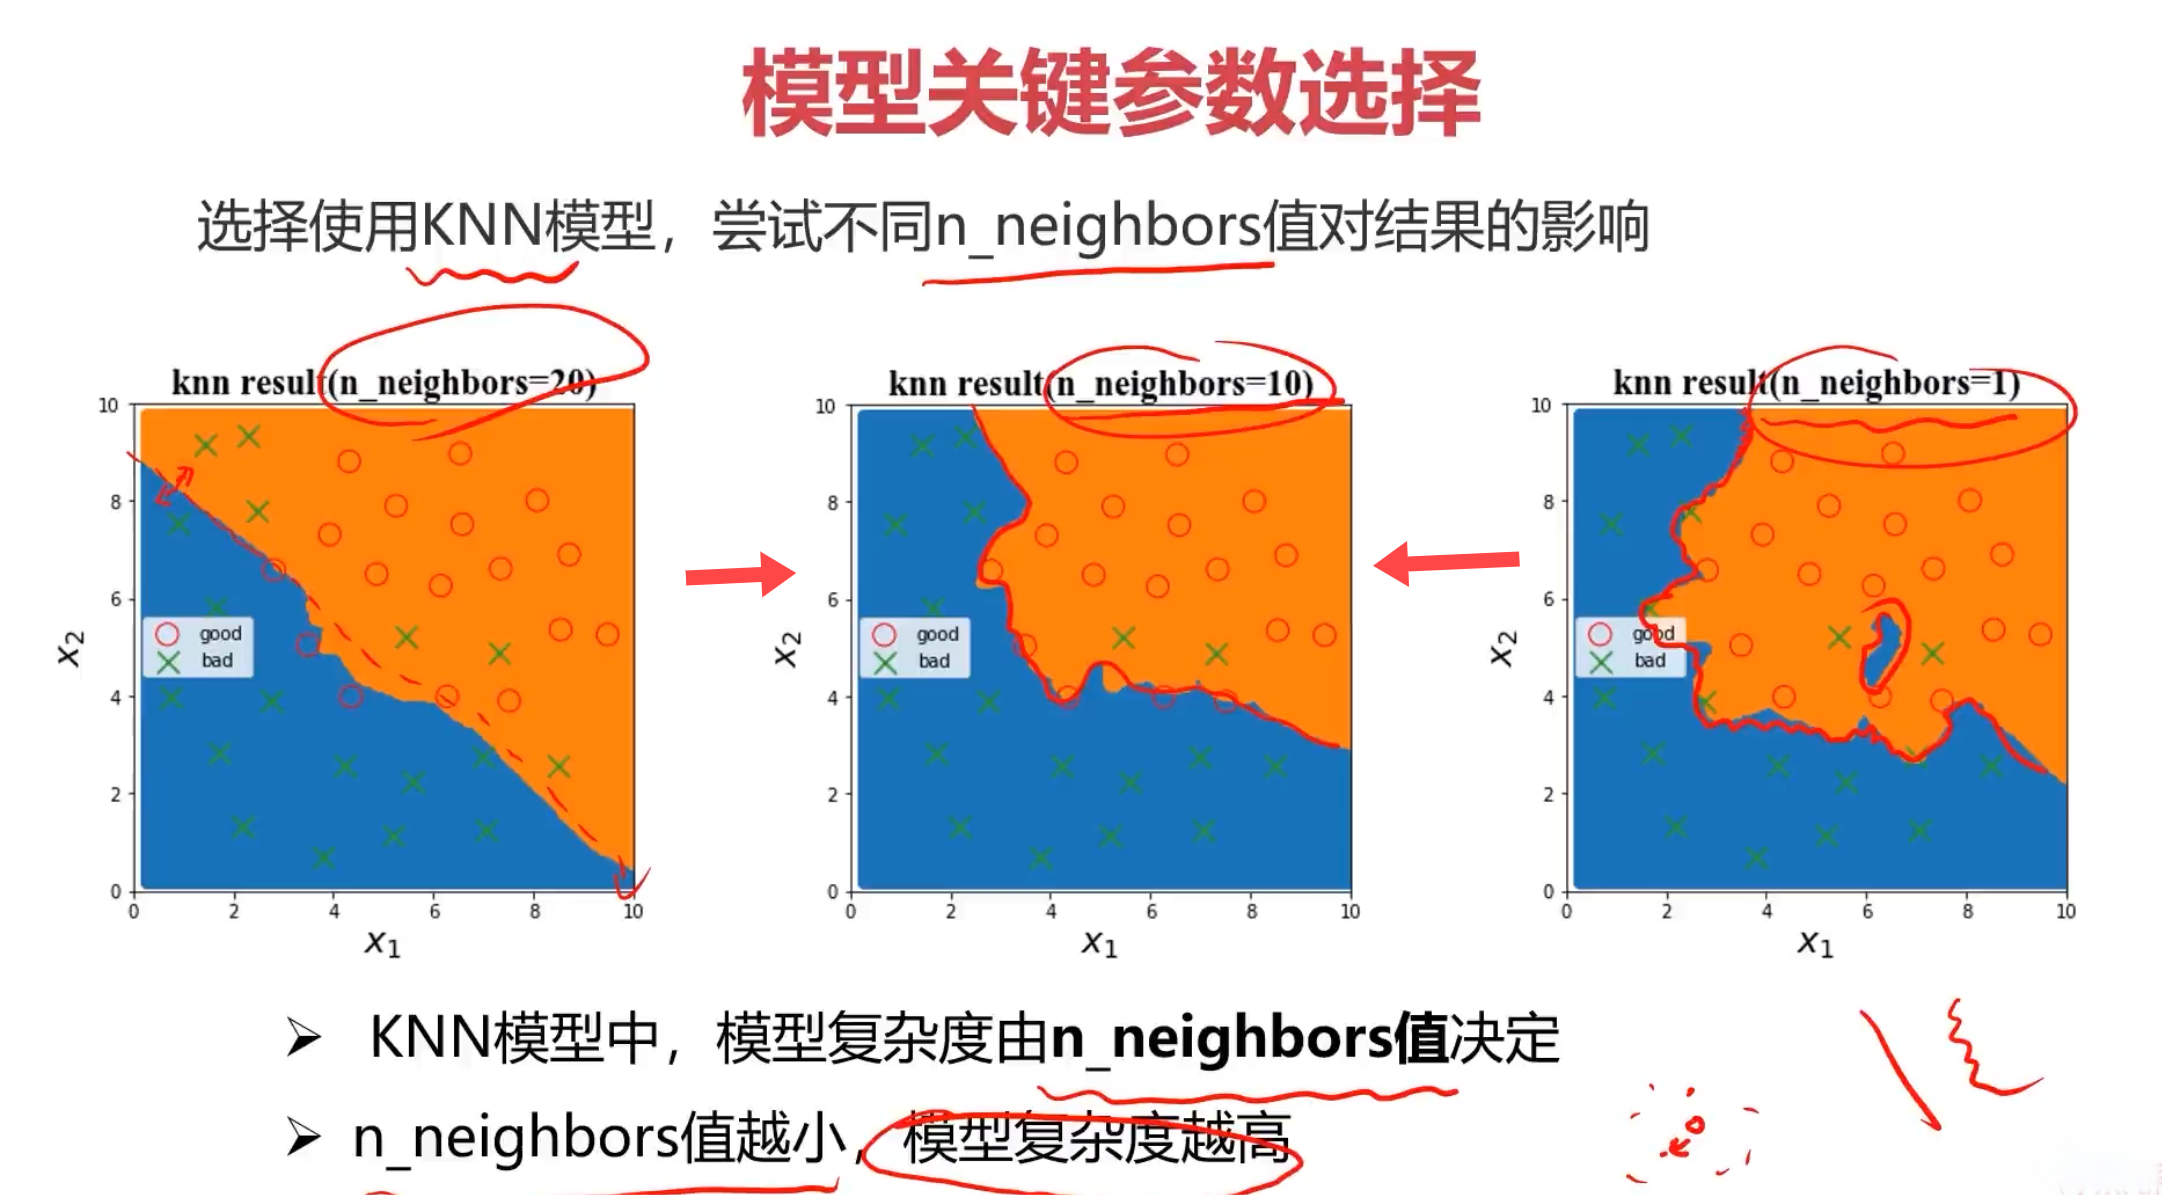 模型关键参数选择
选择使用KNN模型，尝试不同n_neighbors值对结果的影响
knn result(n_neighbors=20)
10
8
6
4
2
0
0 2 4 6 8 10
x2
x1
good
bad
knn result(n_neighbors=10)
10
8
6
4
2
0
0 2 4 6 8 10
x2
x1
good
bad
knn result(n_neighbors=1)
10
8
6
4
2
0
0 2 4 6 8 10
x2
x1
good
bad
➢ KNN模型中，模型复杂度由n_neighbors值决定
➢ n_neighbors值越小，模型复杂度越高